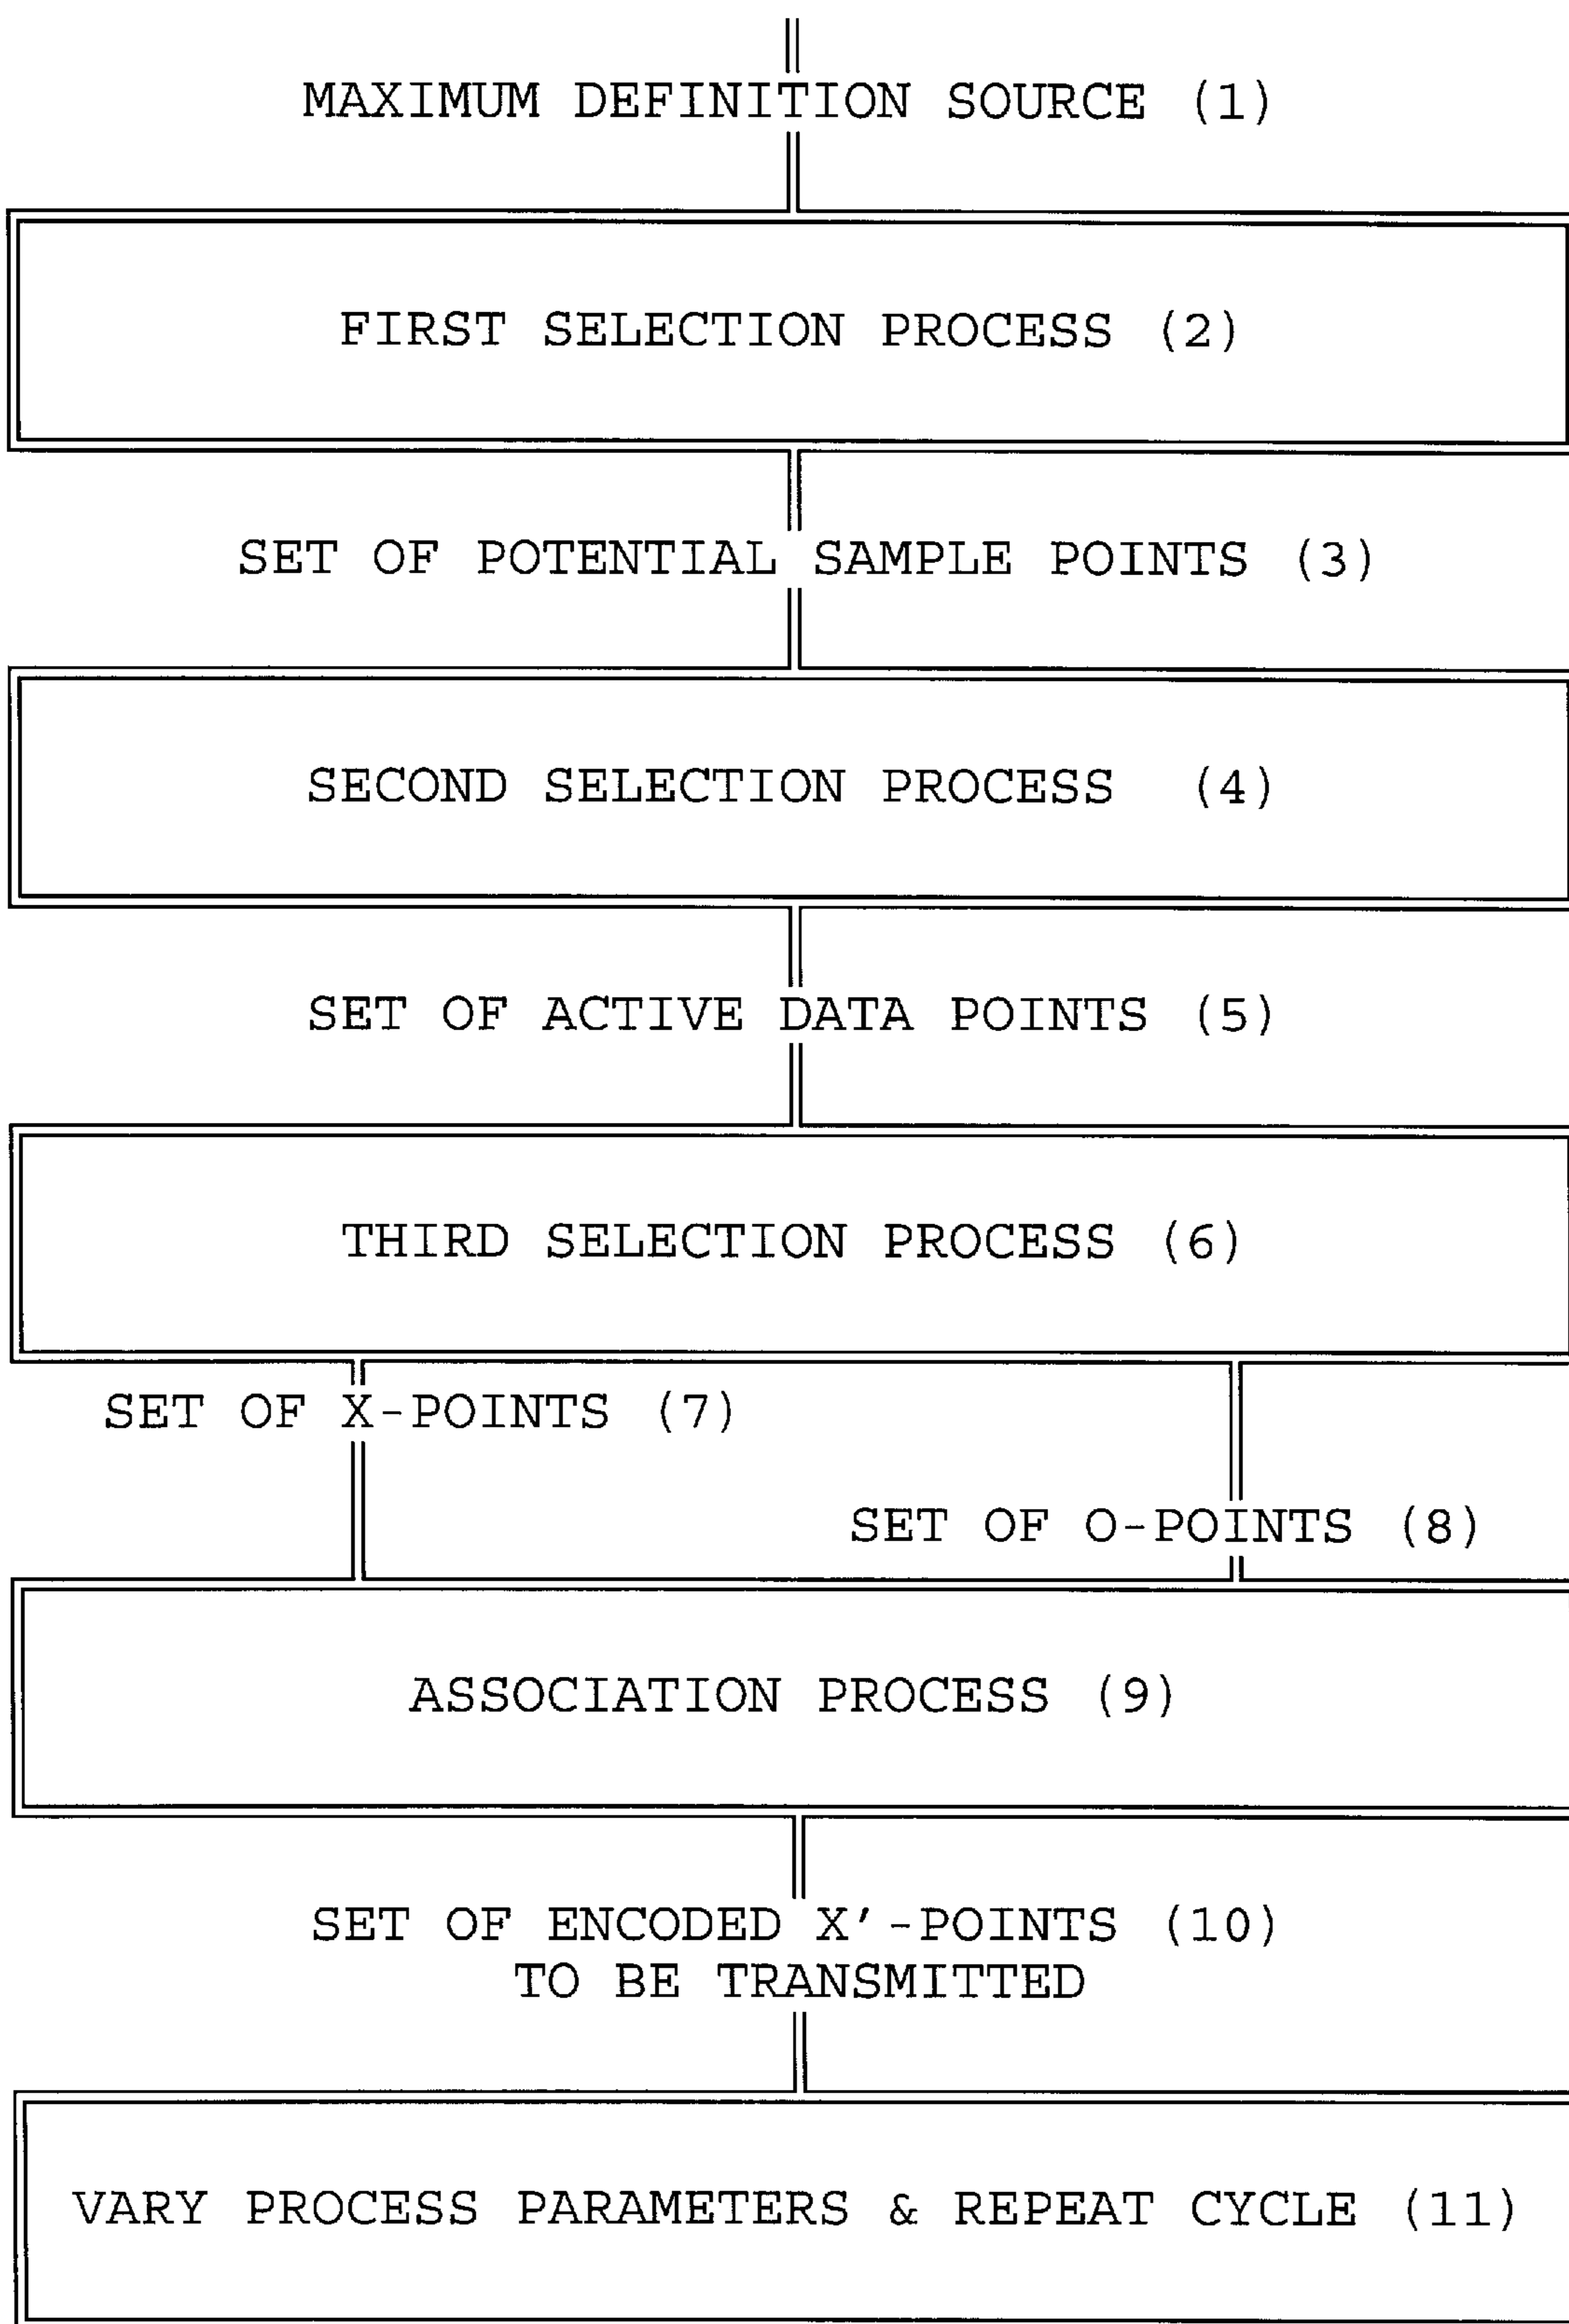 MAXIMUM DEFINITION SOURCE (1)
FIRST SELECTION PROCESS (2)
SET OF POTENTIAL SAMPLE POINTS (3)
SECOND SELECTION PROCESS (4)
SET OF ACTIVE DATA POINTS (5)
THIRD SELECTION PROCESS (6)
SET OF X-POINTS (7)
SET OF O-POINTS (8)
ASSOCIATION PROCESS (9)
SET OF ENCODED X'-POINTS (10)
TO BE TRANSMITTED
VARY PROCESS PARAMETERS & REPEAT CYCLE (11)